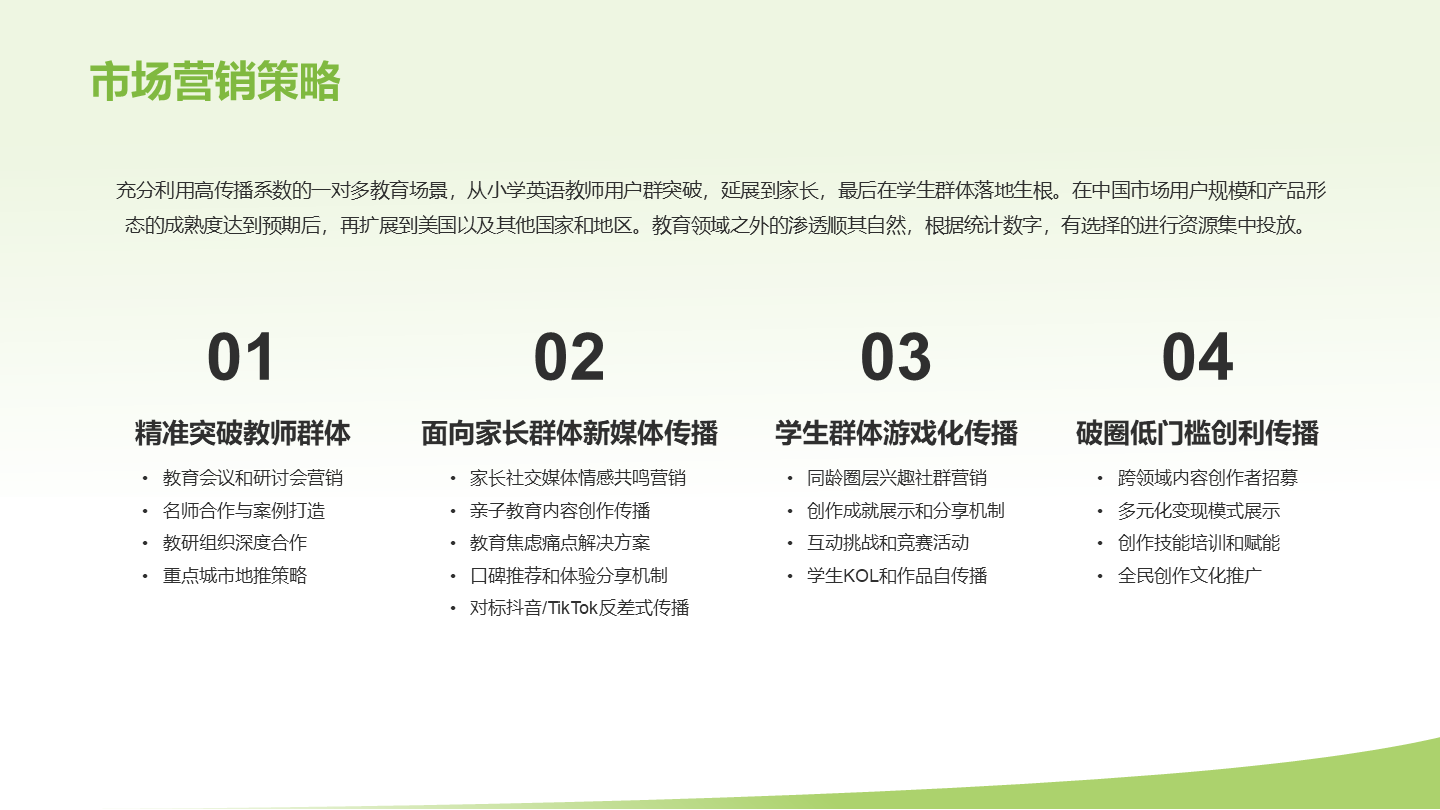 市场营销策略
充分利用高传播系数的一对多教育场景，从小学英语教师用户群突破，延展到家长，最后在学生群体落地生根。在中国市场用户规模和产品形
态的成熟度达到预期后，再扩展到美国以及其他国家和地区。教育领域之外的渗透顺其自然，根据统计数字，有选择的进行资源集中投放。
01
精准突破教师群体
• 教育会议和研讨会营销
• 名师合作与案例打造
• 教研组织深度合作
• 重点城市地推策略
02
面向家长群体新媒体传播
• 家长社交媒体情感共鸣营销
• 亲子教育内容创作传播
• 教育焦虑痛点解决方案
• 口碑推荐和体验分享机制
• 对标抖音/TikTok反差式传播
03
学生群体游戏化传播
• 同龄圈层兴趣社群营销
• 创作成就展示和分享机制
• 互动挑战和竞赛活动
• 学生KOL和作品自传播
04
破圈低门槛创利传播
• 跨领域内容创作者招募
• 多元化变现模式展示
• 创作技能培训和赋能
• 全民创作文化推广